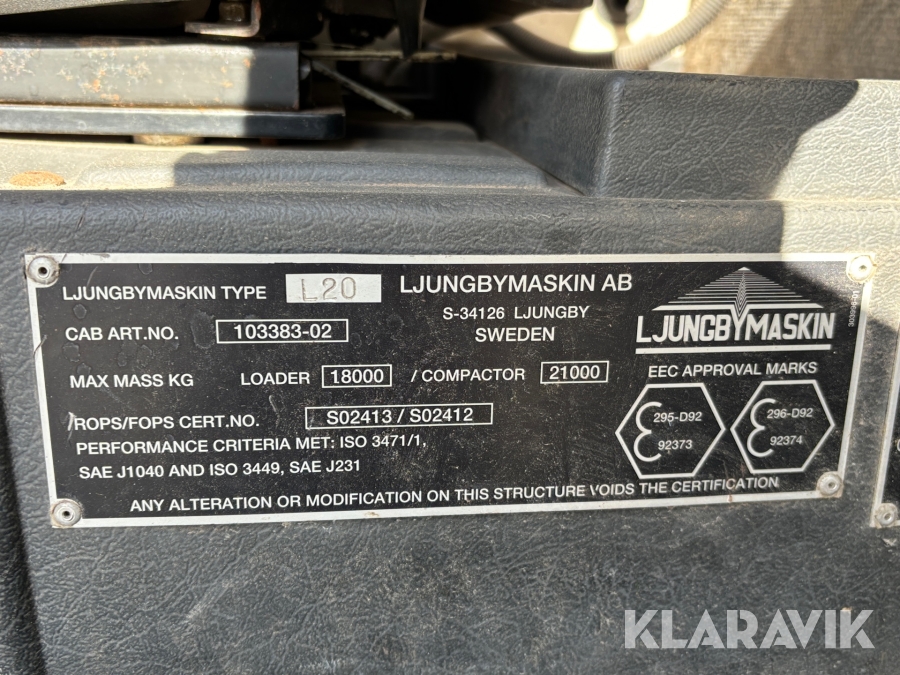 LJUNGBYMASKIN TYPE L20 LJUNGBYMASKIN AB
S-34126 LJUNGBY
SWEDEN
CAB ART.NO. 103383-02
LJUNGBYMASKIN
MAX MASS KG LOADER 18000 / COMPACTOR 21000
EEC APPROVAL MARKS
ROPS/FOPS CERT.NO. S02413 / S02412
295-D92
92373
296-D92
92374
PERFORMANCE CRITERIA MET: ISO 3471/1,
SAE J1040 AND ISO 3449, SAE J231
ANY ALTERATION OR MODIFICATION ON THIS STRUCTURE VOIDS THE CERTIFICATION
KLARAVIK